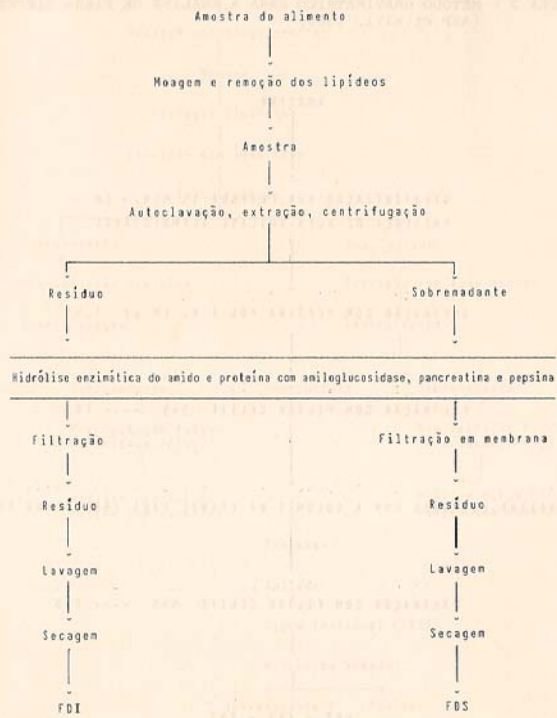 Amostra do alimento
Moagem e remoção dos lipídeos
Amostra
Autoclavação, extração, centrifugação
Resíduo
Sobrenadante
Hidrólise enzimática do amido e proteína com amiloglucosidase, pancreatina e pepsina
Filtração
Filtração em membrana
Resíduo
Resíduo
Lavagem
Lavagem
Secagem
Secagem
FDI
FDS